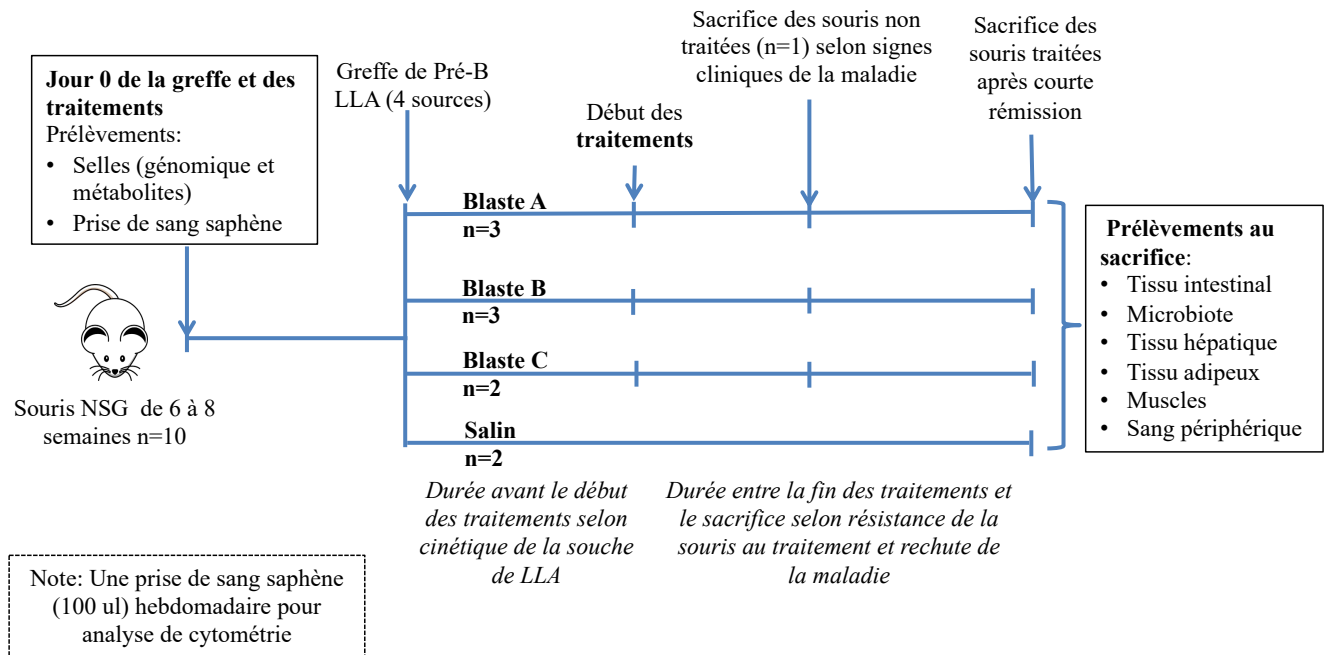 Jour 0 de la greffe et des
traitements
Prélèvements:
• Selles (génomique et
métabolites)
• Prise de sang saphène
Souris NSG de 6 à 8
semaines n=10
Greffe de Pré-B
LLA (4 sources)
Début des
traitements
Sacrifice des souris non
traitées (n=1) selon signes
cliniques de la maladie
Sacrifice des
souris traitées
après courte
rémission
Blaste A
n=3
Blaste B
n=3
Blaste C
n=2
Salin
n=2
Durée avant le début
des traitements selon
cinétique de la souche
de LLA
Durée entre la fin des traitements et
le sacrifice selon résistance de la
souris au traitement et rechute de
la maladie
Prélèvements au
sacrifice:
• Tissu intestinal
• Microbiote
• Tissu hépatique
• Tissu adipeux
• Muscles
• Sang périphérique
Note: Une prise de sang saphène
(100 ul) hebdomadaire pour
analyse de cytométrie